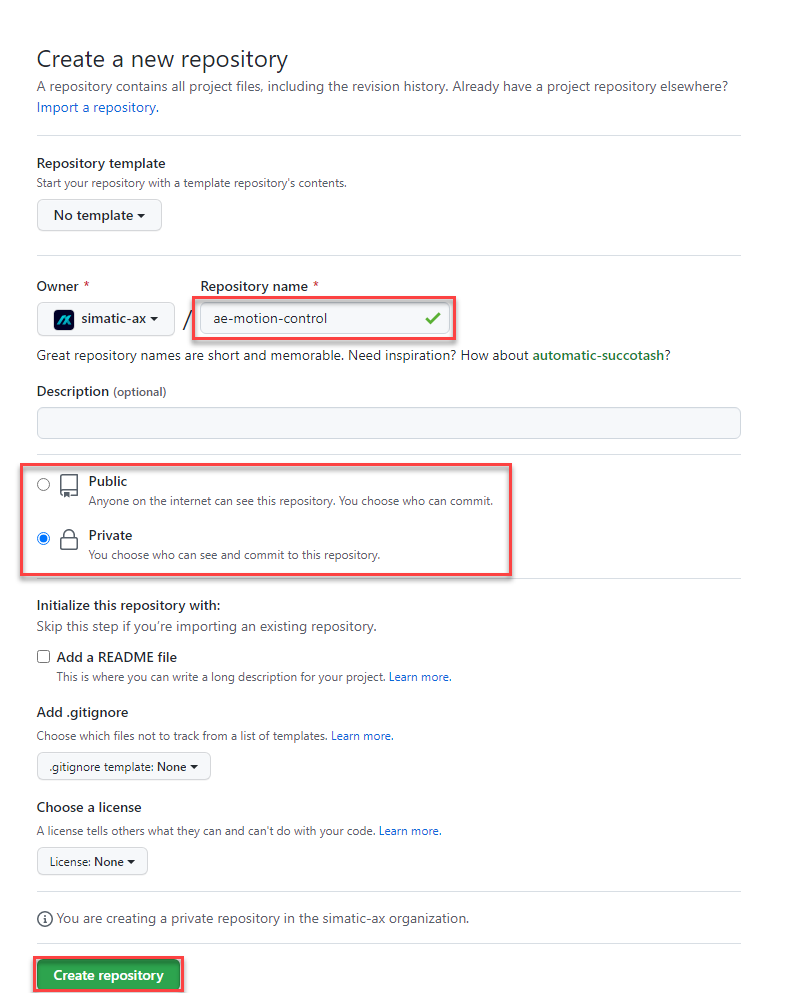 Create a new repository
A repository contains all project files, including the revision history. Already have a project repository elsewhere?
Import a repository.
Repository template
Start your repository with a template repository's contents.
No template
Owner * Repository name *
simatic-ax / ae-motion-control
Great repository names are short and memorable. Need inspiration? How about automatic-succotash?
Description (optional)
Public
Anyone on the internet can see this repository. You choose who can commit.
Private
You choose who can see and commit to this repository.
Initialize this repository with:
Skip this step if you're importing an existing repository.
Add a README file
This is where you can write a long description for your project. Learn more.
Add .gitignore
Choose which files not to track from a list of templates. Learn more.
.gitignore template: None
Choose a license
A license tells others what they can and can't do with your code. Learn more.
License: None
You are creating a private repository in the simatic-ax organization.
Create repository